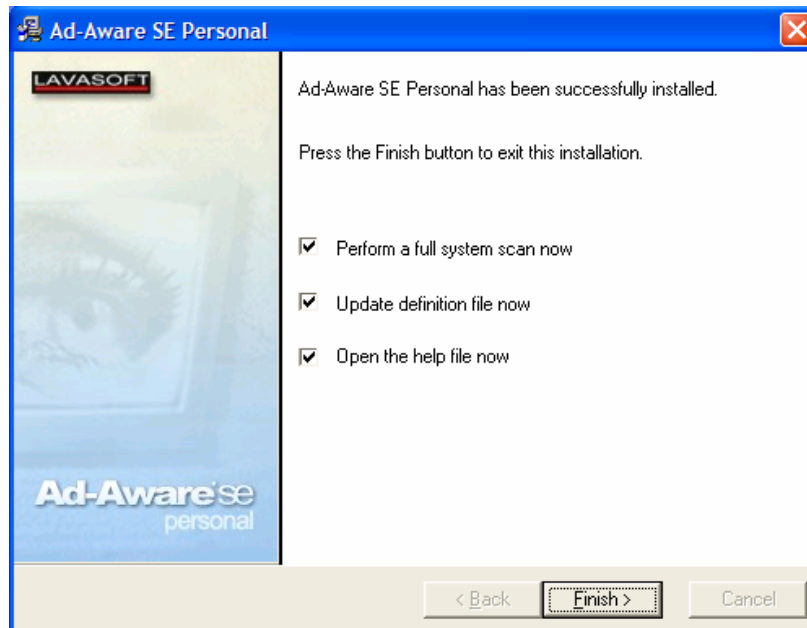 Ad-Aware SE Personal
LAVASOFT
Ad-Aware SE Personal has been successfully installed.
Press the Finish button to exit this installation.
Perform a full system scan now
Update definition file now
Open the help file now
Ad-Aware se
personal
< Back
Finish >
Cancel